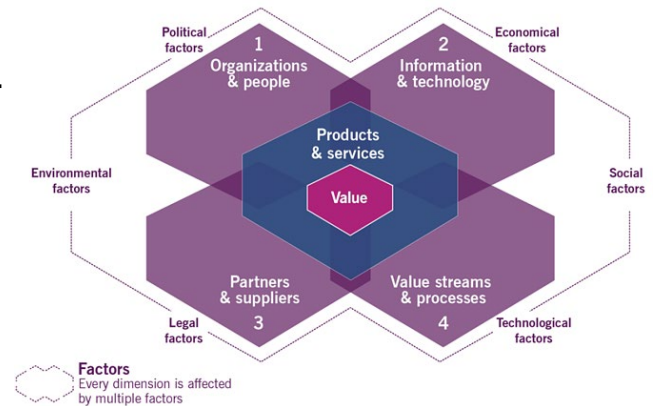 Political
factors
Economical
factors
1
Organizations
& people
2
Information
& technology
Products
& services
Environmental
factors
Value
Social
factors
Partners
& suppliers
3
Value streams
& processes
4
Legal
factors
Technological
factors
Factors
Every dimension is affected
by multiple factors